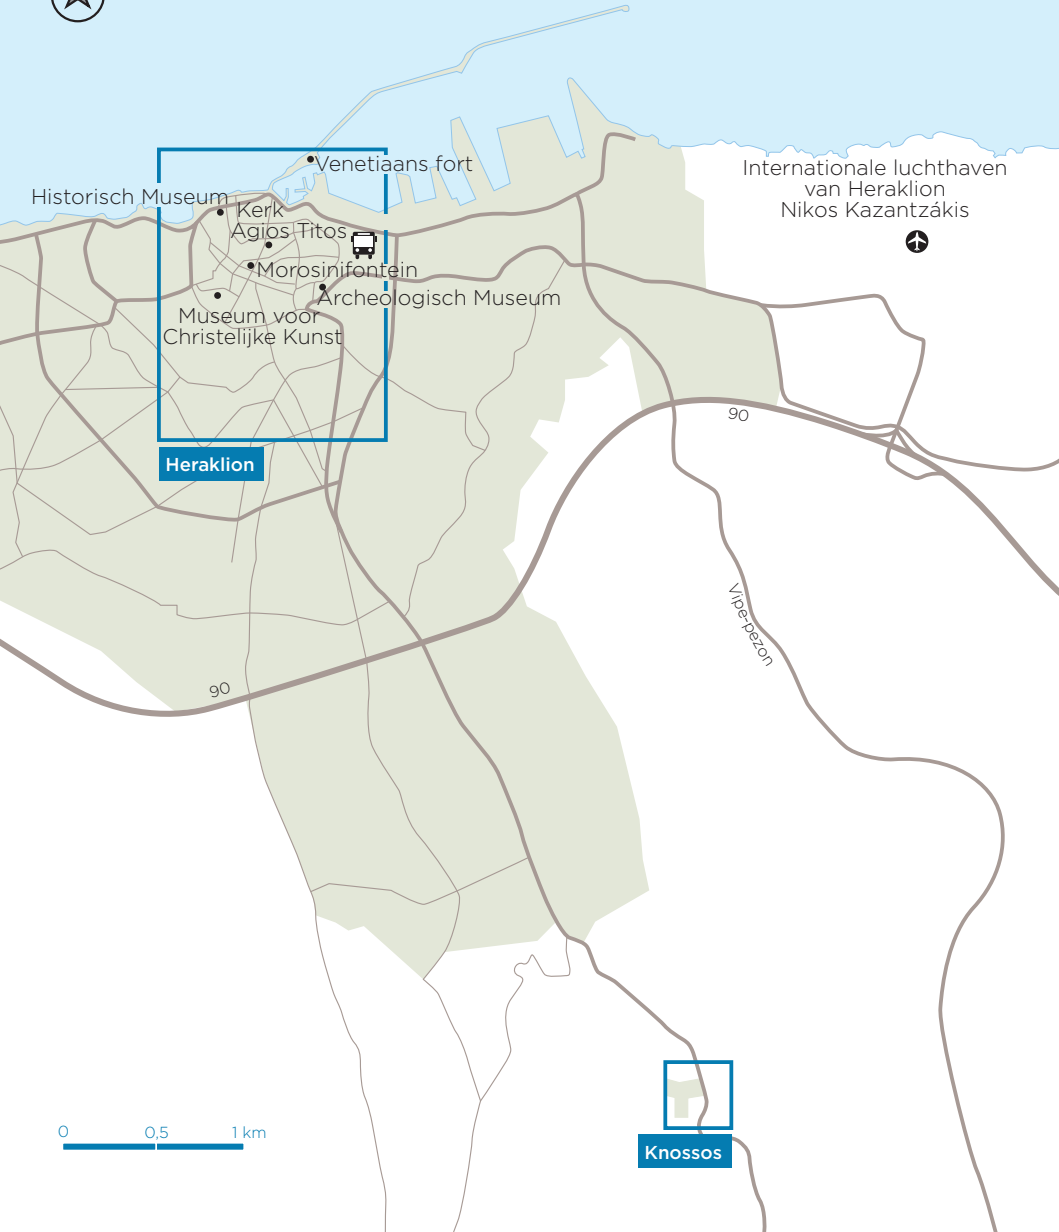 Venetiaans fort
Internationale luchthaven
van Heraklion
Nikos Kazantzákis
Historisch Museum
Kerk
Agios Titos
Morosinifontein
Archeologisch Museum
Museum voor
Christelijke Kunst
90
Heraklion
Vipe-pezon
90
0 0,5 1 km
Knossos